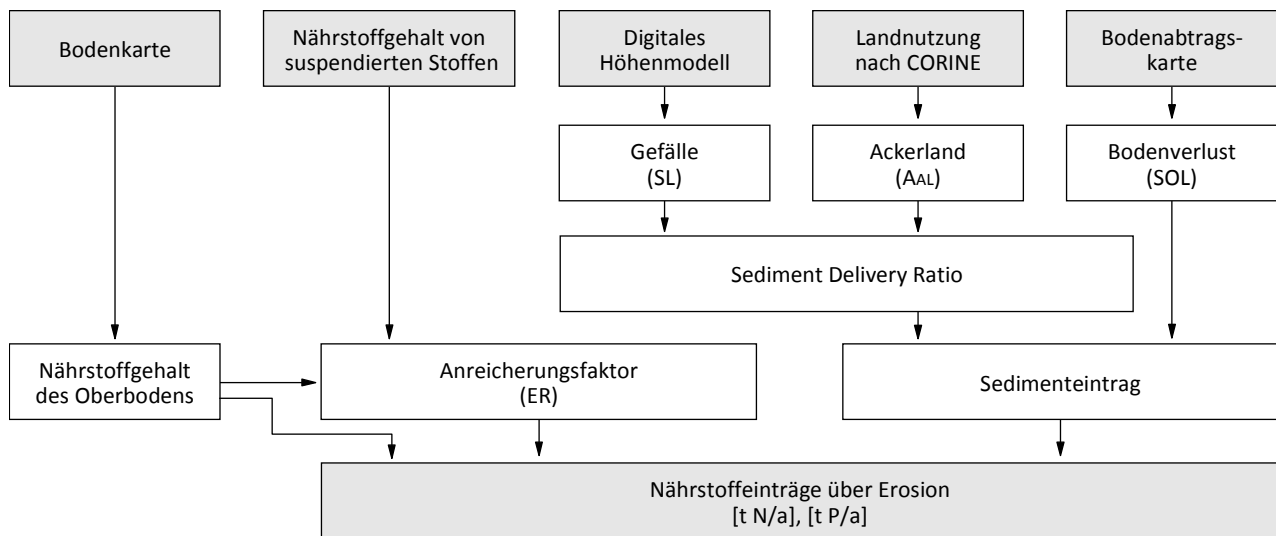 Bodenkarte
Nährstoffgehalt von
suspendierten Stoffen
Digitales
Höhenmodell
Landnutzung
nach CORINE
Bodenabtrags-
karte
Gefälle
(SL)
Ackerland
(AAL)
Bodenverlust
(SOL)
Sediment Delivery Ratio
Nährstoffgehalt
des Oberbodens
Anreicherungsfaktor
(ER)
Sedimenteintrag
Nährstoffeinträge über Erosion
[t N/a], [t P/a]